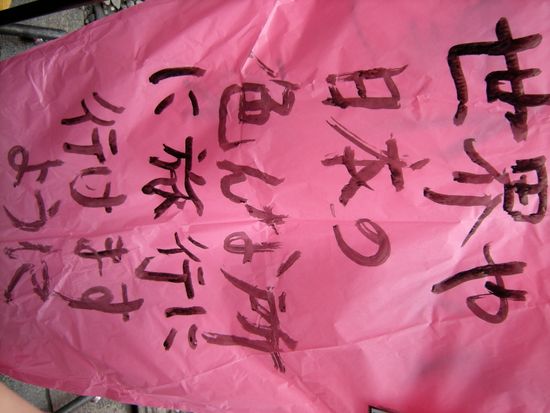 世界や
日本の
色んな所
に旅行に
行けます
ように